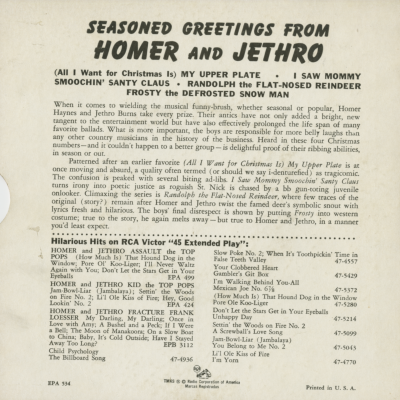 SEASONED GREETINGS FROM
HOMER AND JETHRO
(All I Want for Christmas Is) MY UPPER PLATE • I SAW MOMMY
SMOOCHIN' SANTY CLAUS • RANDOLPH the FLAT-NOSED REINDEER
FROSTY the DEFROSTED SNOW MAN
When it comes to wielding the musical funny-brush, whether seasonal or popular, Homer
Haynes and Jethro Burns take every prize. Their antics have not only added a bright, new
tangent to the entertainment world but have also effectively prolonged the life span of many
favorite ballads. What is more important, the boys are responsible for more belly laughs than
any other country musicians in the history of the business. Heard in these four Christmas
numbers—and it couldn't happen to a better group—is delightful proof of their ribbing abilities,
in season or out.
Patterned after an earlier favorite (All I Want for Christmas Is) My Upper Plate is at
once moving and absurd, a quality often termed (or should we say i-denturefied) as tragicomic.
The confusion is peaked with several biting ad-libs. I Saw Mommy Smoochin' Santy Claus
turns irony into poetic justice as roguish St. Nick is chased by a bb gun-toting juvenile
onlooker. Climaxing the series is Randolph the Flat-Nosed Reindeer, where few traces of the
original (story?) remain after Homer and Jethro twist the famed deer's symbolic snout with
lyrics fresh and hilarious. The boys' final disrespect is shown by putting Frosty into western
costume; true to the story, he again melts away—but true to Homer and Jethro, in a manner
you'd least expect.
Hilarious Hits on RCA Victor "45 Extended Play":
HOMER and JETHRO ASSAULT the TOP
POPS (How Much Is) That Hound Dog in the
Window; Pore Ol' Koo-Liger; I'll Never Waltz
Again with You; Don't Let the Stars Get in Your
Eyeballs EPA 499
HOMER and JETHRO KID the TOP POPS
Jam-Bowl-Liar (Jambalaya); Settin' the Woods
on Fire No. 2; Li'l Ole Kiss of Fire; Hey, Good
Lookin' No. 2 EPA 424
HOMER and JETHRO FRACTURE FRANK
LOESSER My Darling, My Darling; Once in
Love with Amy; A Bushel and a Peck; If I Were
a Bell; The Moon of Manakoora; On a Slow Boat
to China; Baby, It's Cold Outside; Have I Stayed
Away Too Long? EPB 3112
Child Psychology
The Billboard Song 47-4936
Slow Poke No. 2; When It's Toothpickin' Time in
False Teeth Valley 47-4557
Your Clobbered Heart
Gambler's Git Box 47-5429
I'm Walking Behind You-All
Mexican Joe No. 6⅞ 47-5372
(How Much Is) That Hound Dog in the Window
Pore Ole Koo-Liger 47-5280
Don't Let the Stars Get in Your Eyeballs
Unhappy Day 47-5214
Settin' the Woods on Fire No. 2
A Screwball's Love Song 47-5099
Jam-Bowl-Liar (Jambalaya)
You Belong to Me No. 2 47-5043
Li'l Ole Kiss of Fire
I'm Yorn 47-4770
EPA 534
TMKS ® © Radio Corporation of America
Marcas Registradas
Printed in U. S. A.